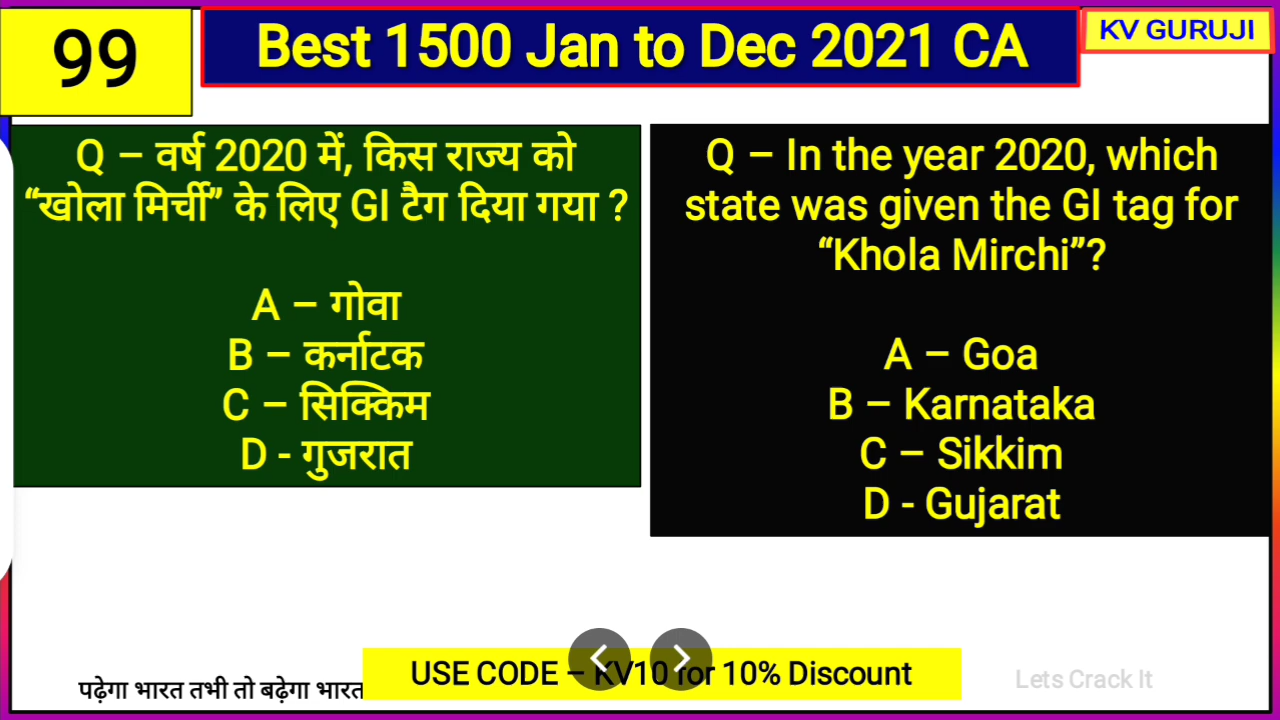 99
Best 1500 Jan to Dec 2021 CA
KV GURUJI
Q – वर्ष 2020 में, किस राज्य को
“खोला मिर्ची” के लिए GI टैग दिया गया ?
A – गोवा
B – कर्नाटक
C – सिक्किम
D - गुजरात
Q – In the year 2020, which
state was given the GI tag for
“Khola Mirchi”?
A – Goa
B – Karnataka
C – Sikkim
D - Gujarat
पढ़ेगा भारत तभी तो बढ़ेगा भारत
USE CODE – KV10 for 10% Discount
Lets Crack It